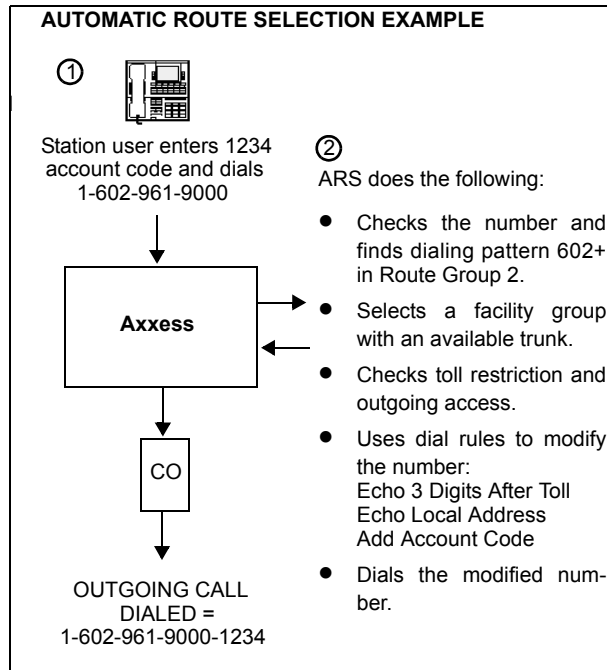 AUTOMATIC ROUTE SELECTION EXAMPLE
1
Station user enters 1234
account code and dials
1-602-961-9000
Axxess
CO
OUTGOING CALL
DIALED =
1-602-961-9000-1234
2
ARS does the following:
● Checks the number and
finds dialing pattern 602+
in Route Group 2.
● Selects a facility group
with an available trunk.
● Checks toll restriction and
outgoing access.
● Uses dial rules to modify
the number:
Echo 3 Digits After Toll
Echo Local Address
Add Account Code
● Dials the modified num-
ber.